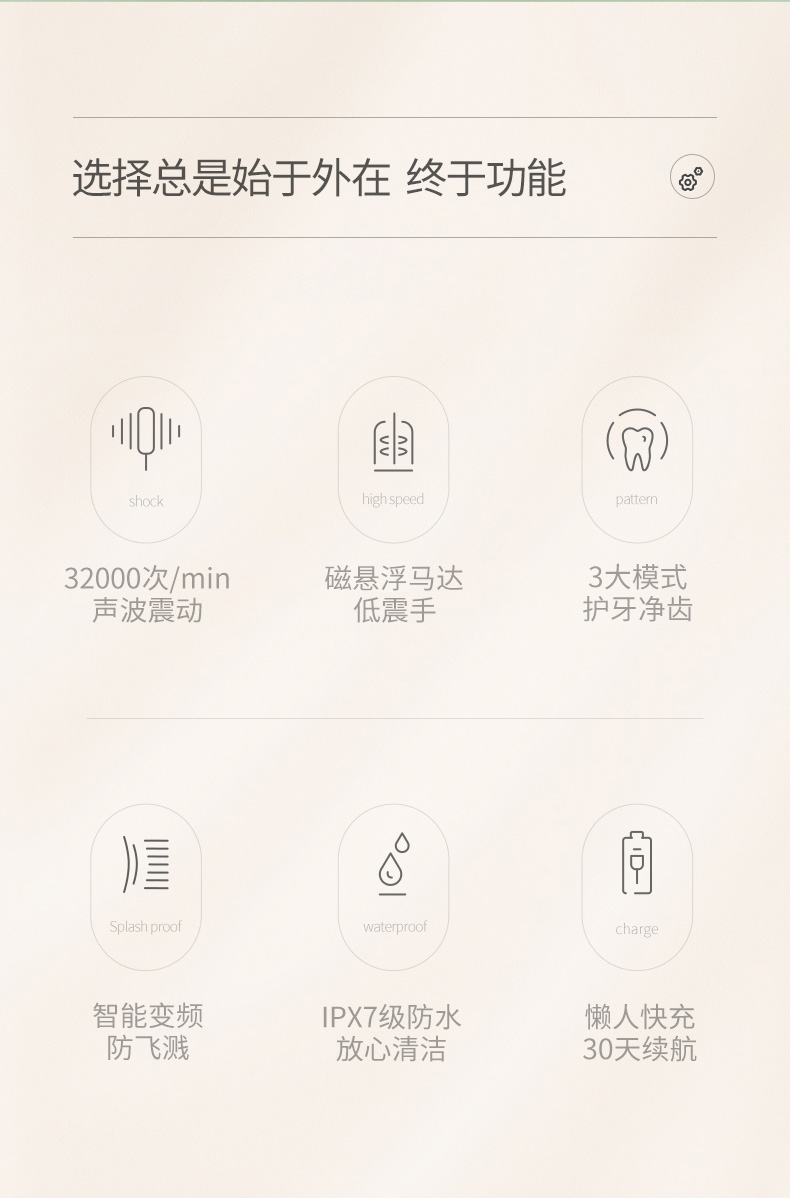 选择总是始于外在 终于功能
shock
high speed
pattern
32000次/min
声波震动
磁悬浮马达
低震手
3大模式
护牙净齿
Splash proof
waterproof
charge
智能变频
防飞溅
IPX7级防水
放心清洁
懒人快充
30天续航